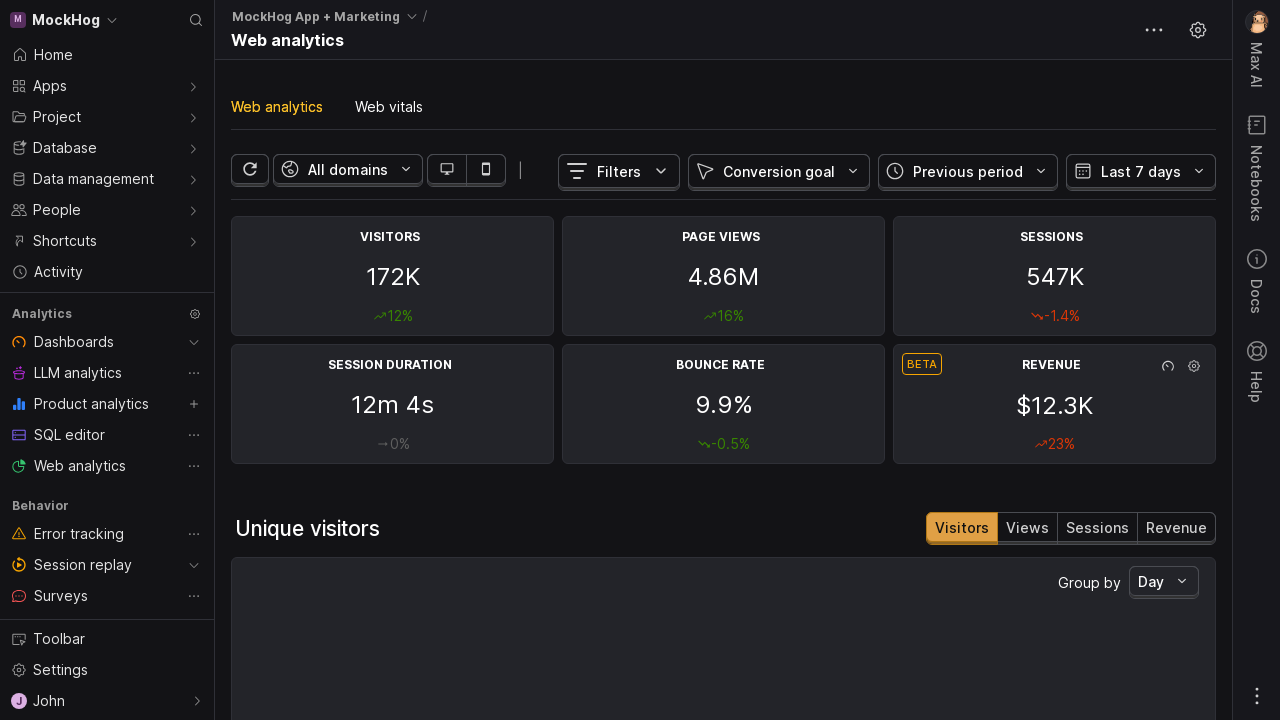 M MockHog
Home
Apps
Project
Database
Data management
People
Shortcuts
Activity
Analytics
Dashboards
LLM analytics
Product analytics
SQL editor
Web analytics
Behavior
Error tracking
Session replay
Surveys
Toolbar
Settings
J John
MockHog App + Marketing /
Web analytics
Web analytics Web vitals
All domains Filters Conversion goal Previous period Last 7 days
VISITORS PAGE VIEWS SESSIONS
172K 4.86M 547K
12% 16% -1.4%
SESSION DURATION BOUNCE RATE BETA REVENUE
12m 4s 9.9% $12.3K
0% -0.5% 23%
Unique visitors Visitors Views Sessions Revenue
Group by Day
Max AI
Notebooks
Docs
Help